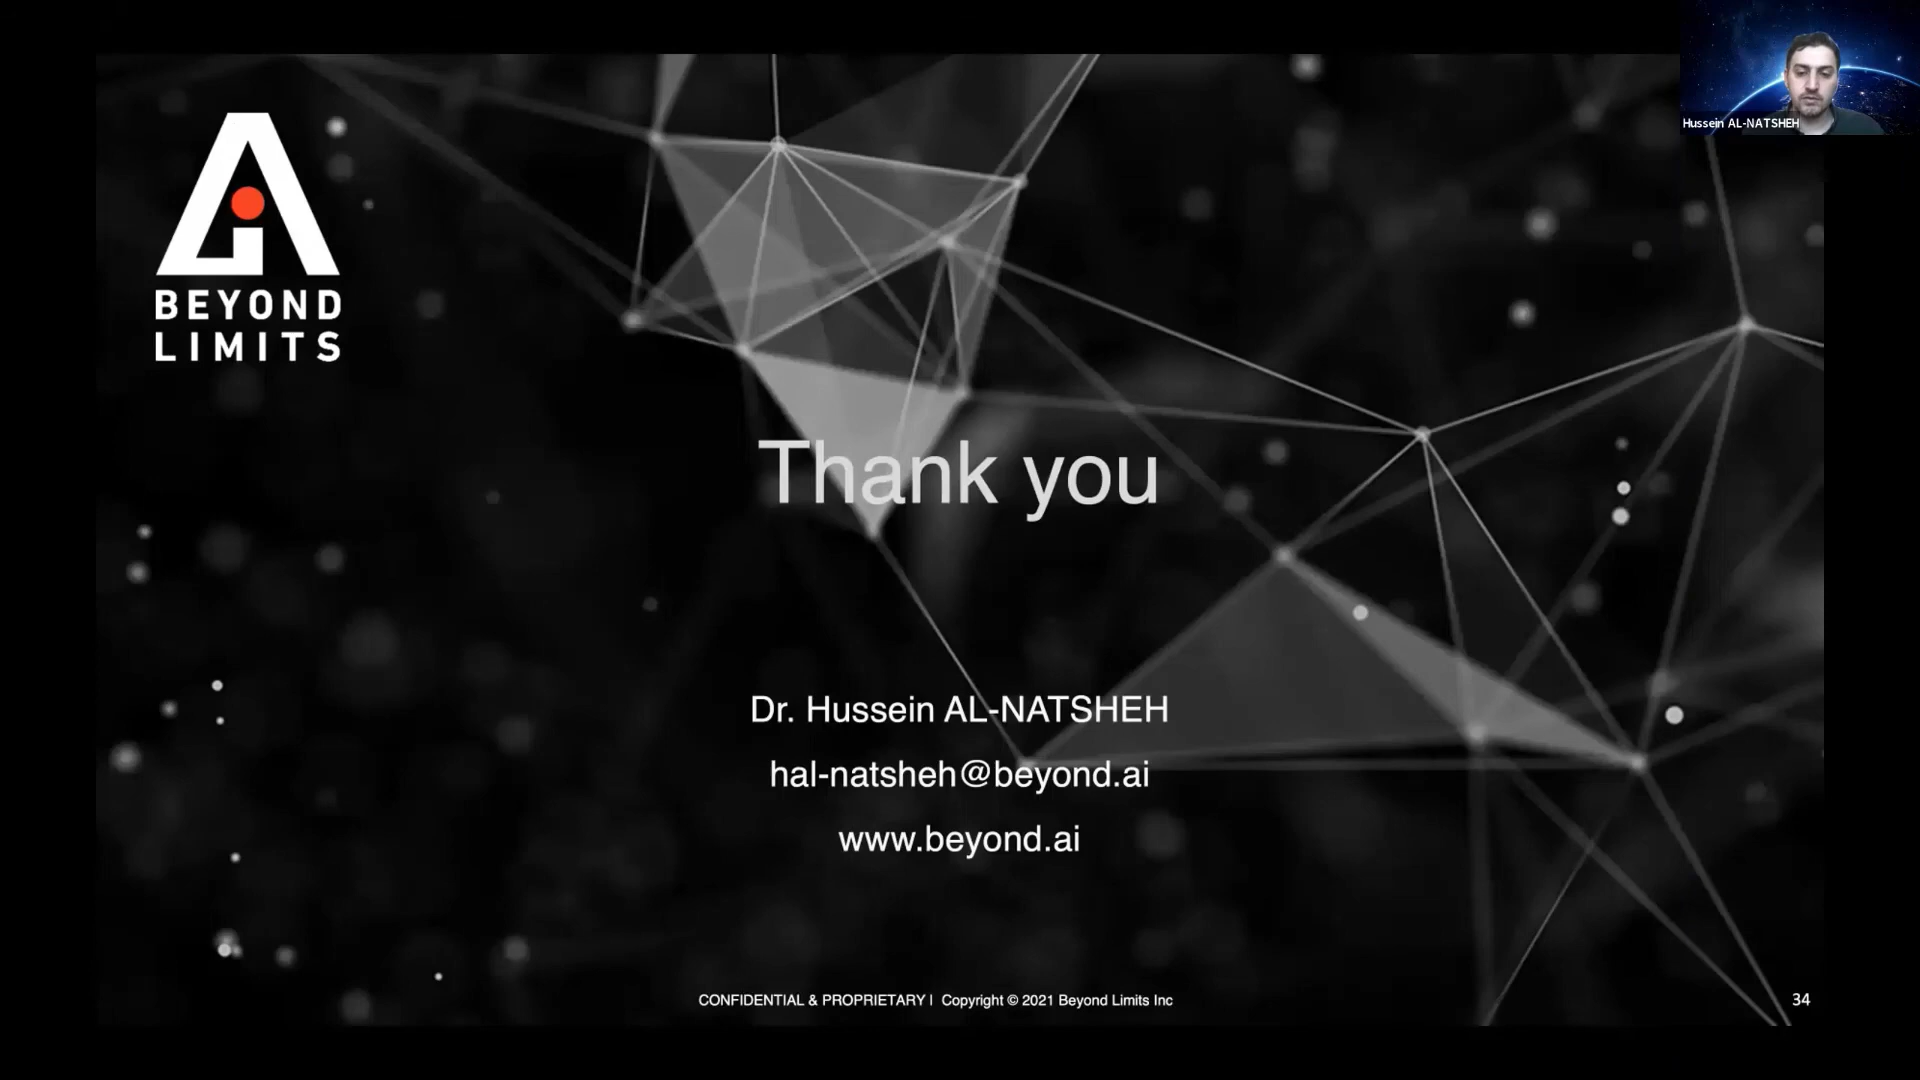 Hussein AL-NATSHEH
BEYOND
LIMITS
Thank you
Dr. Hussein AL-NATSHEH
hal-natsheh@beyond.ai
www.beyond.ai
CONFIDENTIAL & PROPRIETARY I Copyright © 2021 Beyond Limits Inc
34